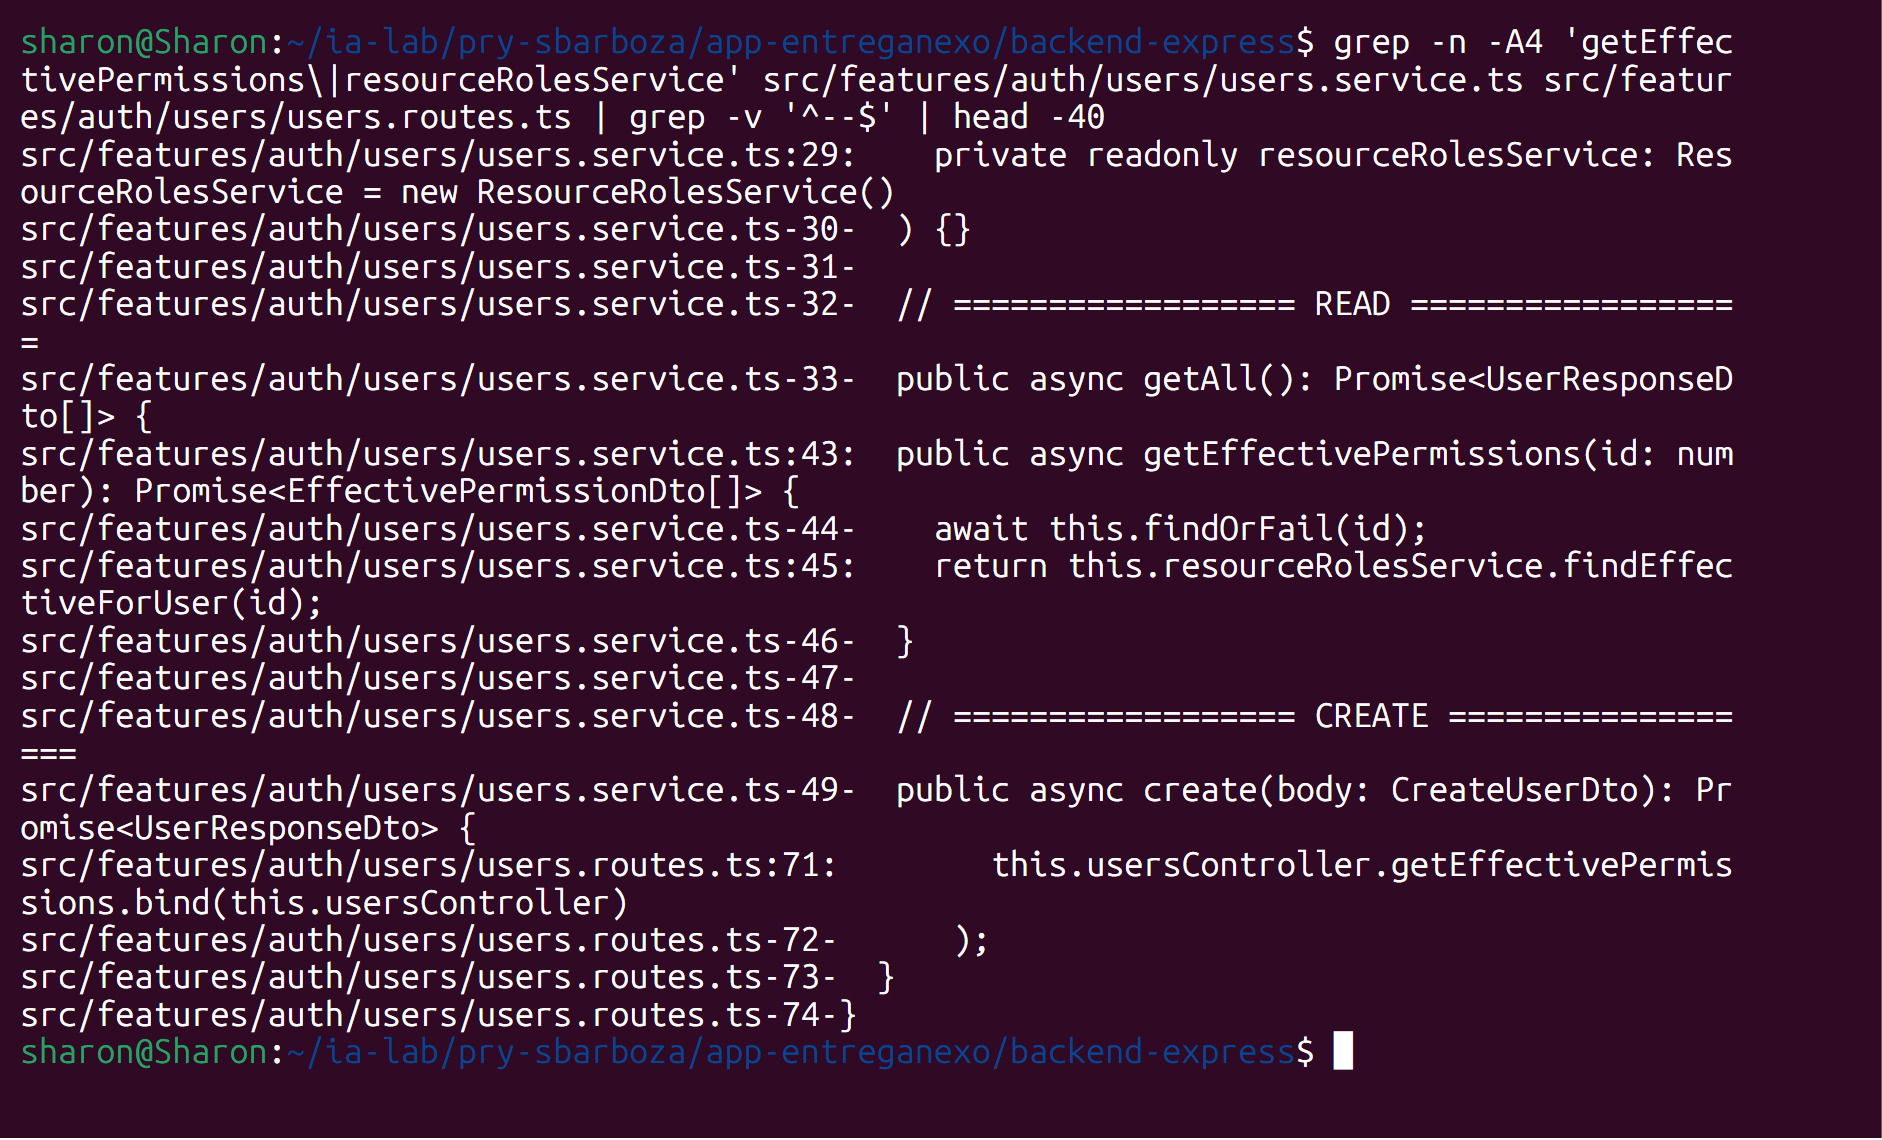 sharon@Sharon:~/ia-lab/pry-sbarboza/app-entreganexo/backend-express$ grep -n -A4 'getEffec
tivePermissions\|resourceRolesService' src/features/auth/users/users.service.ts src/featur
es/auth/users/users.routes.ts | grep -v '^--$' | head -40
src/features/auth/users/users.service.ts:29:    private readonly resourceRolesService: Res
ourceRolesService = new ResourceRolesService()
src/features/auth/users/users.service.ts-30-  ) {}
src/features/auth/users/users.service.ts-31-
src/features/auth/users/users.service.ts-32-  // ================== READ =================
=
src/features/auth/users/users.service.ts-33-  public async getAll(): Promise<UserResponseD
to[]> {
src/features/auth/users/users.service.ts:43:  public async getEffectivePermissions(id: num
ber): Promise<EffectivePermissionDto[]> {
src/features/auth/users/users.service.ts-44-    await this.findOrFail(id);
src/features/auth/users/users.service.ts:45:    return this.resourceRolesService.findEffec
tiveForUser(id);
src/features/auth/users/users.service.ts-46-  }
src/features/auth/users/users.service.ts-47-
src/features/auth/users/users.service.ts-48-  // ================== CREATE ===============
===
src/features/auth/users/users.service.ts-49-  public async create(body: CreateUserDto): Pr
omise<UserResponseDto> {
src/features/auth/users/users.routes.ts:71:        this.usersController.getEffectivePermis
sions.bind(this.usersController)
src/features/auth/users/users.routes.ts-72-      );
src/features/auth/users/users.routes.ts-73-  }
src/features/auth/users/users.routes.ts-74-}
sharon@Sharon:~/ia-lab/pry-sbarboza/app-entreganexo/backend-express$